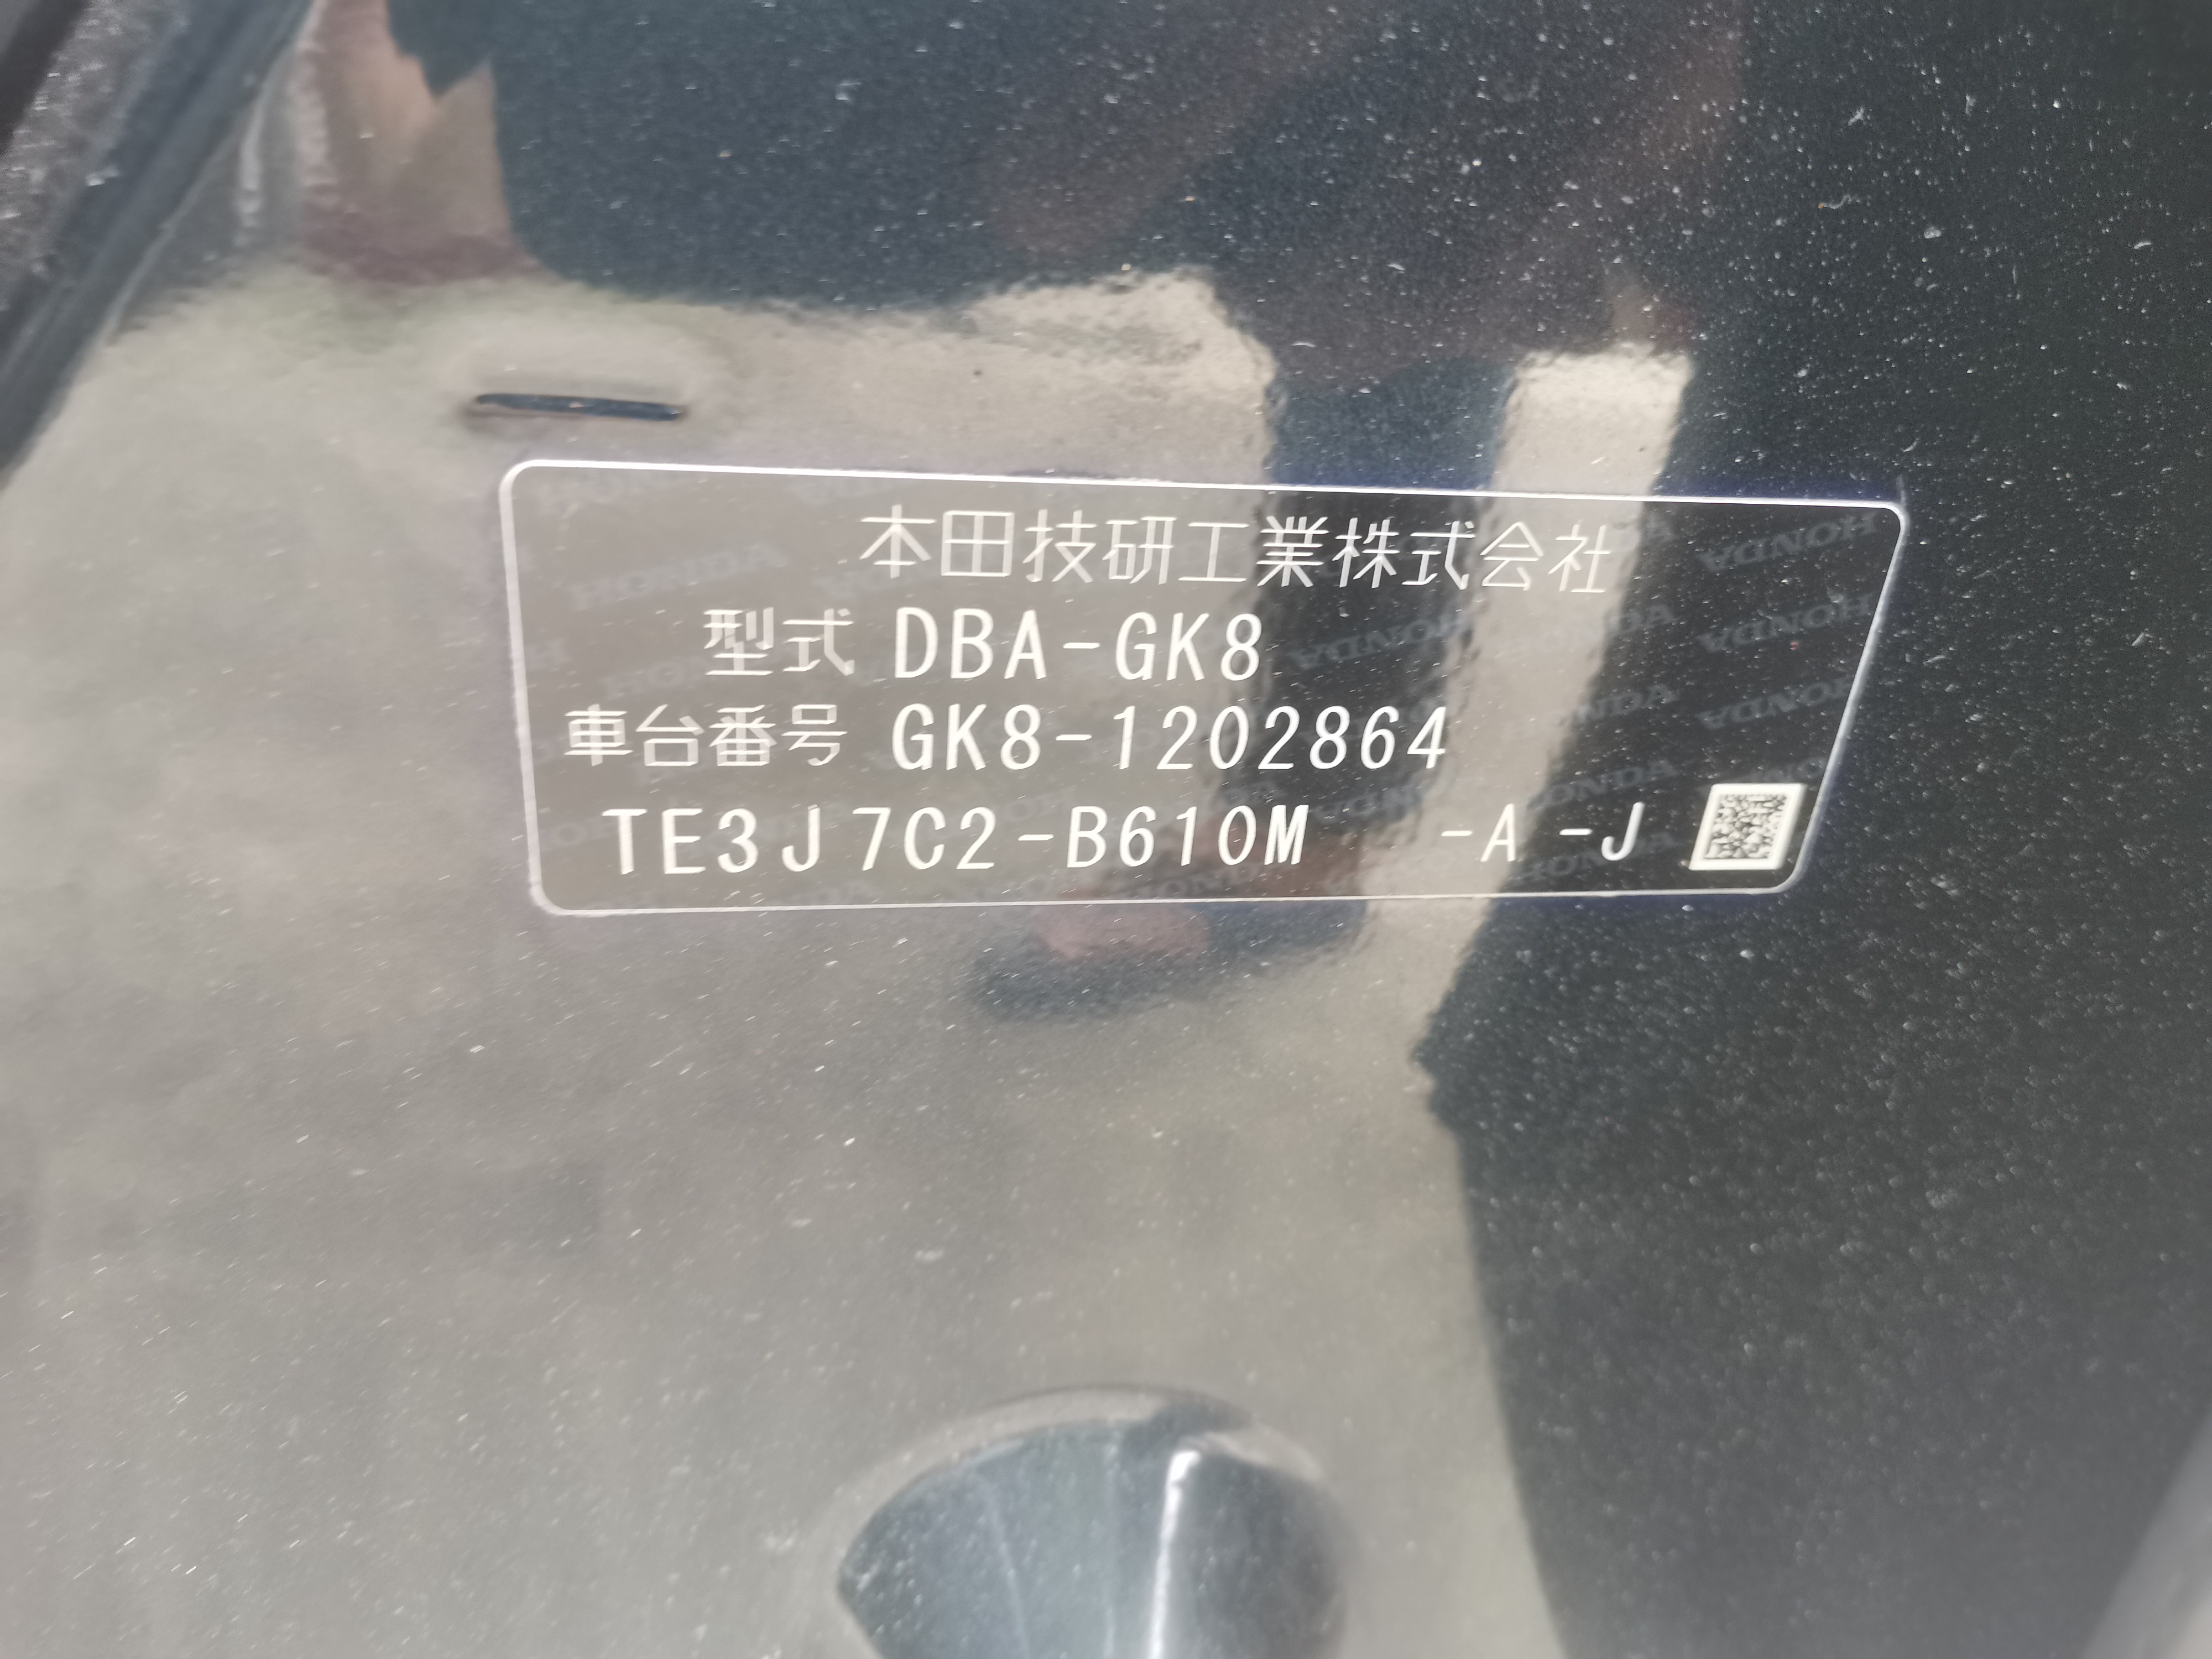 本田技研工業株式会社
型式 DBA-GK8
車台番号 GK8-1202864
TE3J7C2-B610M -A -J